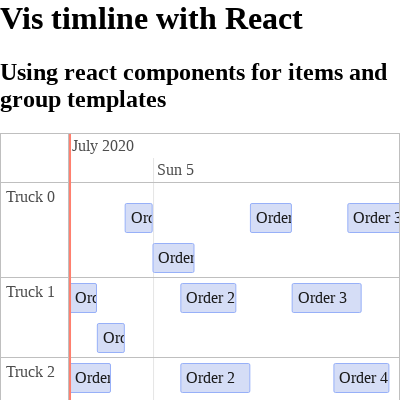 Vis timline with React
Using react components for items and
group templates
July 2020
Sun 5
Truck 0
Ord
Order
Order 3
Order
Truck 1
Ord
Order 2
Order 3
Ord
Truck 2
Order
Order 2
Order 4